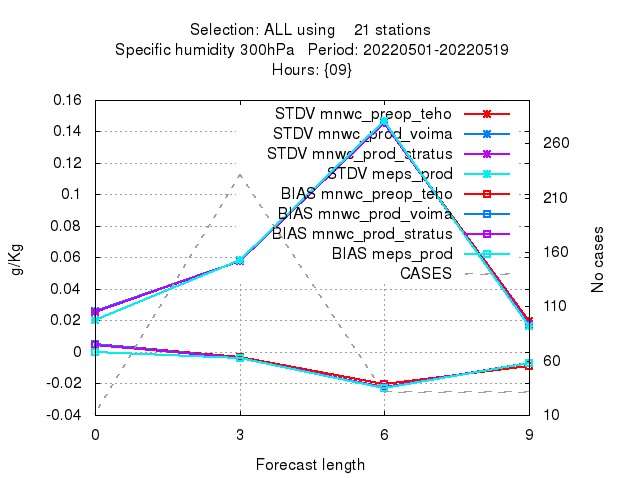 Selection: ALL using    21 stations
Specific humidity 300hPa   Period: 20220501-20220519
Hours: {09}
0.16
0.14
0.12
0.1
0.08
0.06
0.04
0.02
0
-0.02
-0.04
g/Kg
STDV mnwc_preop_teho
STDV mnwc_prod_voima
STDV mnwc_prod_stratus
STDV meps_prod
BIAS mnwc_preop_teho
BIAS mnwc_prod_voima
BIAS mnwc_prod_stratus
BIAS meps_prod
CASES
260
210
160
110
60
10
No cases
0 3 6 9
Forecast length